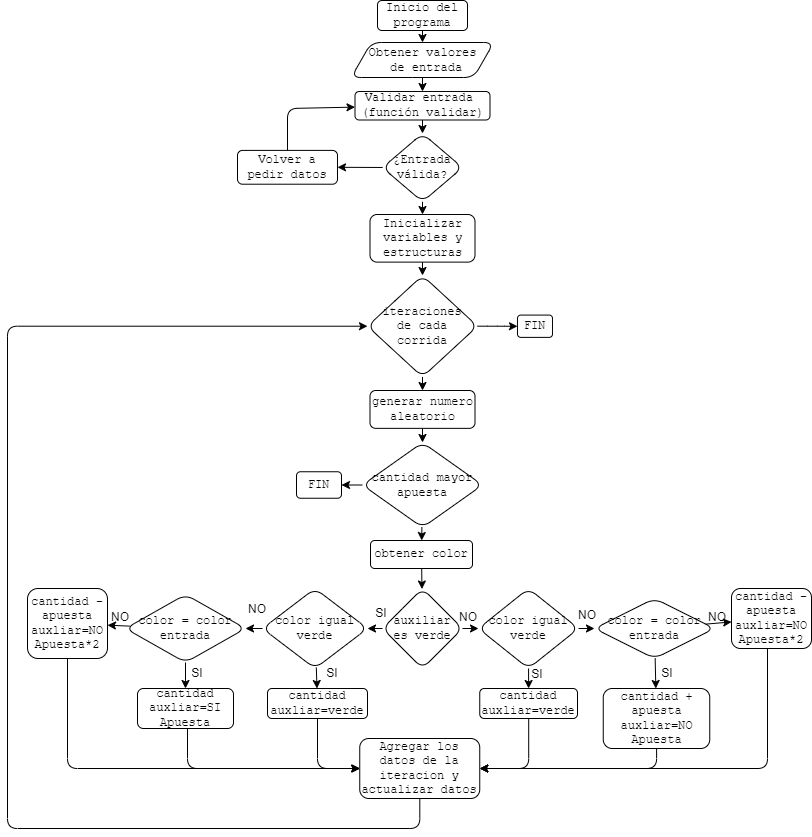 Inicio del
programa
Obtener valores
de entrada
Validar entrada
(función validar)
¿Entrada
válida?
Volver a
pedir datos
Inicializar
variables y
estructuras
iteraciones
de cada
corrida
FIN
generar numero
aleatorio
cantidad mayor
apuesta
FIN
obtener color
auxiliar
es verde
SI
NO
color igual
verde
NO
color = color
entrada
NO
cantidad -
apuesta
auxliar=NO
Apuesta*2
SI
cantidad
auxliar=SI
Apuesta
SI
cantidad
auxliar=verde
color igual
verde
NO
color = color
entrada
NO
cantidad -
apuesta
auxliar=NO
Apuesta*2
SI
cantidad
auxliar=verde
SI
cantidad +
apuesta
auxliar=NO
Apuesta
Agregar los
datos de la
iteracion y
actualizar datos